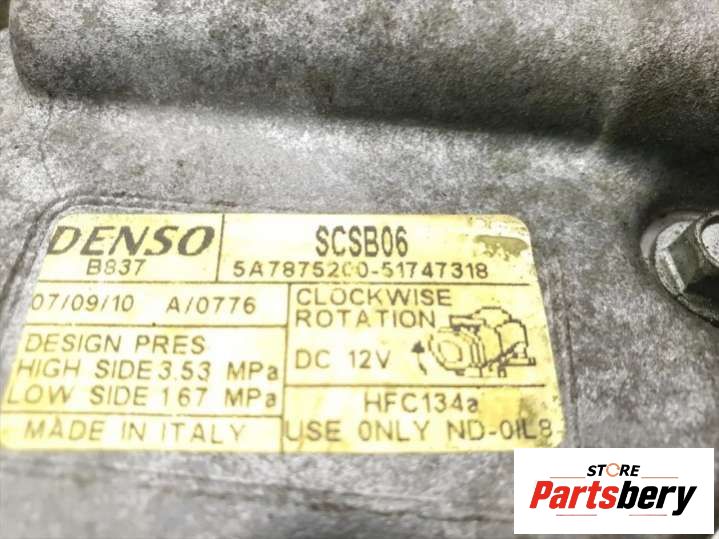 DENSO
B837
SCSB06
5A7875200-51747318
07/09/10 A/0776
CLOCKWISE
ROTATION
DESIGN PRES
HIGH SIDE 3.53 MPa
LOW SIDE 1.67 MPa
DC 12V
HFC134a
MADE IN ITALY
USE ONLY ND-OIL8
STORE
Partsbery